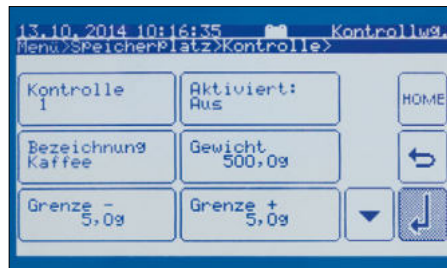 13.10.2014 10:16:35 Kontrollwg.
Menü>Speicherplatz>Kontrolle>
Kontrolle
1
Aktiviert:
Aus
HOME
Bezeichnung
Kaffee
Gewicht
500,0g
Grenze -
5,0g
Grenze +
5,0g